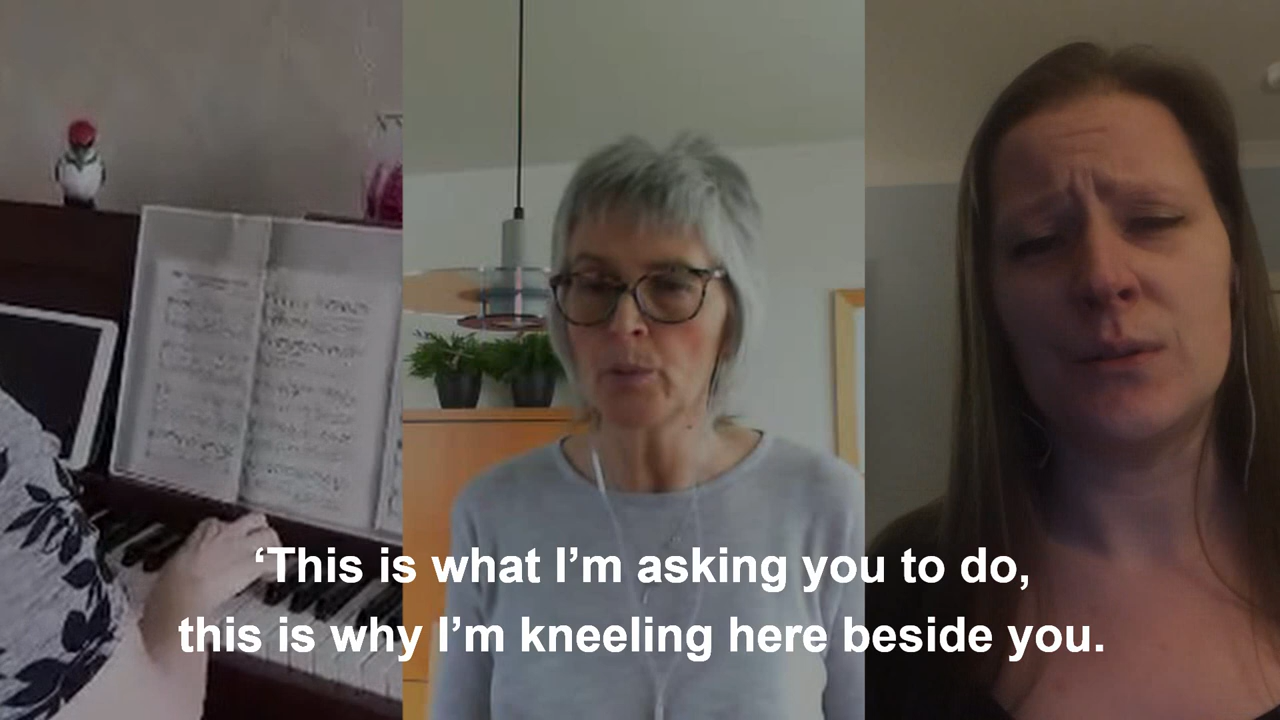 ‘This is what I’m asking you to do,
this is why I’m kneeling here beside you.